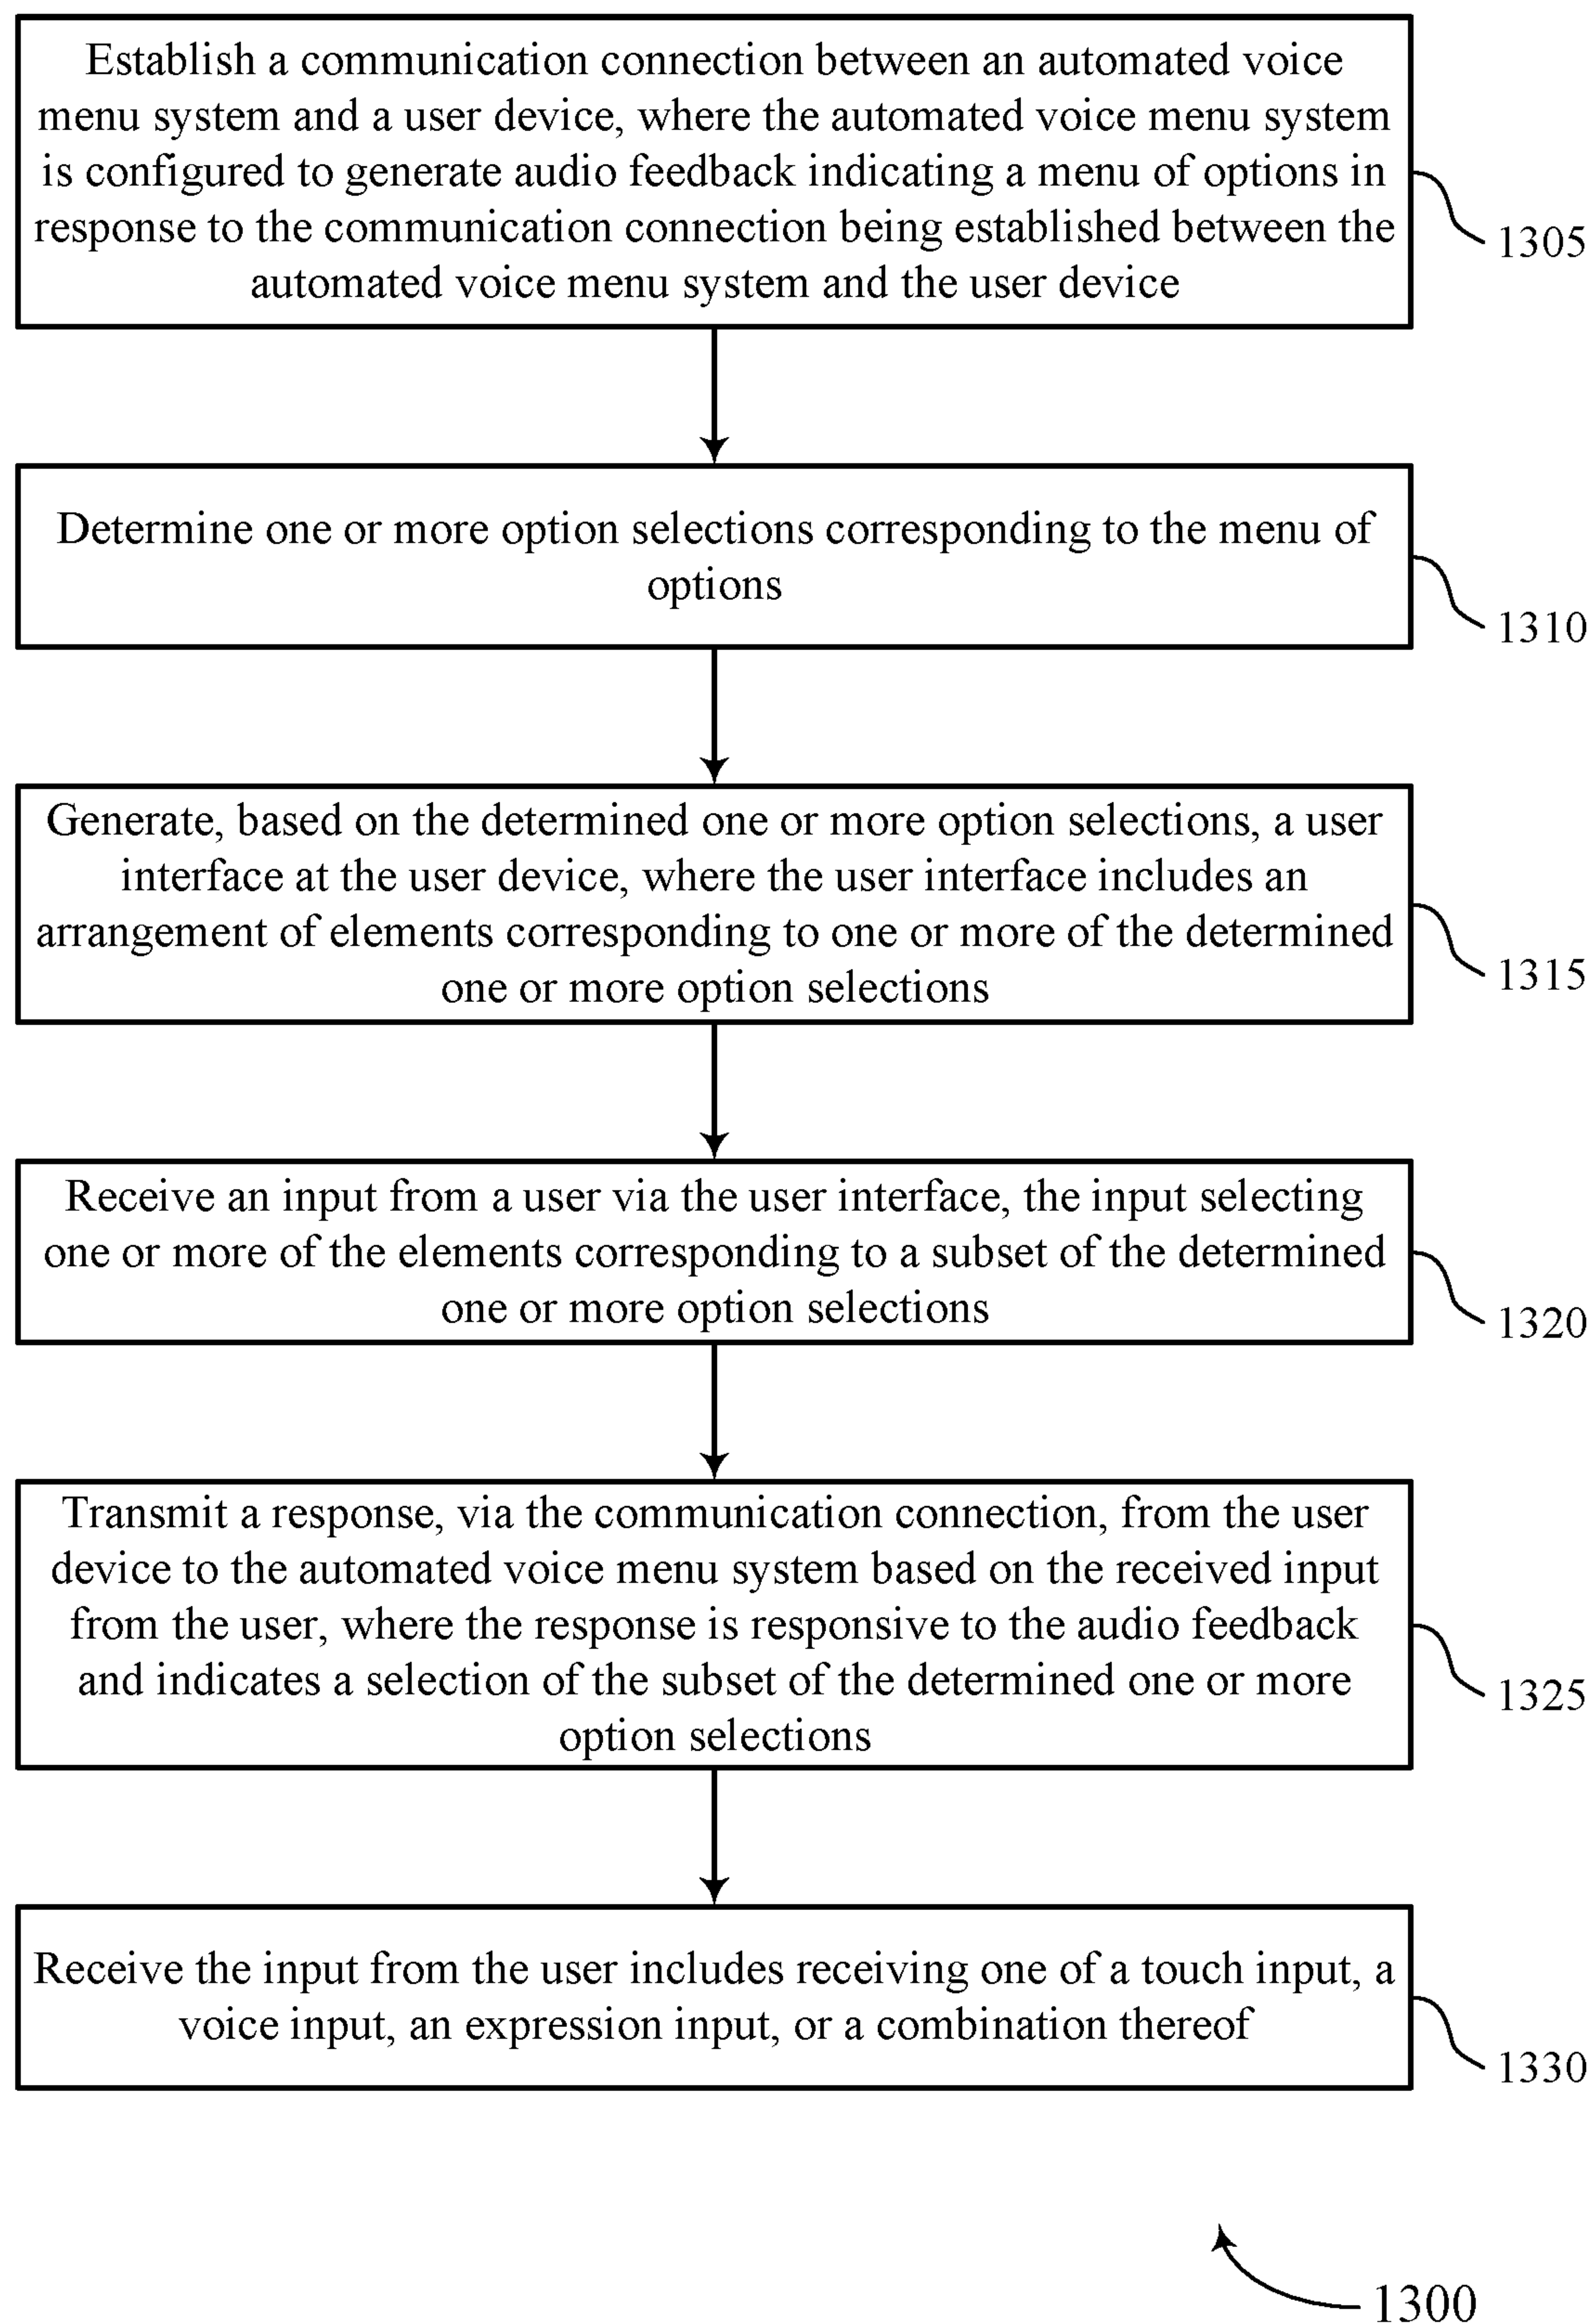 Establish a communication connection between an automated voice
menu system and a user device, where the automated voice menu system
is configured to generate audio feedback indicating a menu of options in
response to the communication connection being established between the
automated voice menu system and the user device
1305
Determine one or more option selections corresponding to the menu of
options
1310
Generate, based on the determined one or more option selections, a user
interface at the user device, where the user interface includes an
arrangement of elements corresponding to one or more of the determined
one or more option selections
1315
Receive an input from a user via the user interface, the input selecting
one or more of the elements corresponding to a subset of the determined
one or more option selections
1320
Transmit a response, via the communication connection, from the user
device to the automated voice menu system based on the received input
from the user, where the response is responsive to the audio feedback
and indicates a selection of the subset of the determined one or more
option selections
1325
Receive the input from the user includes receiving one of a touch input, a
voice input, an expression input, or a combination thereof
1330
1300